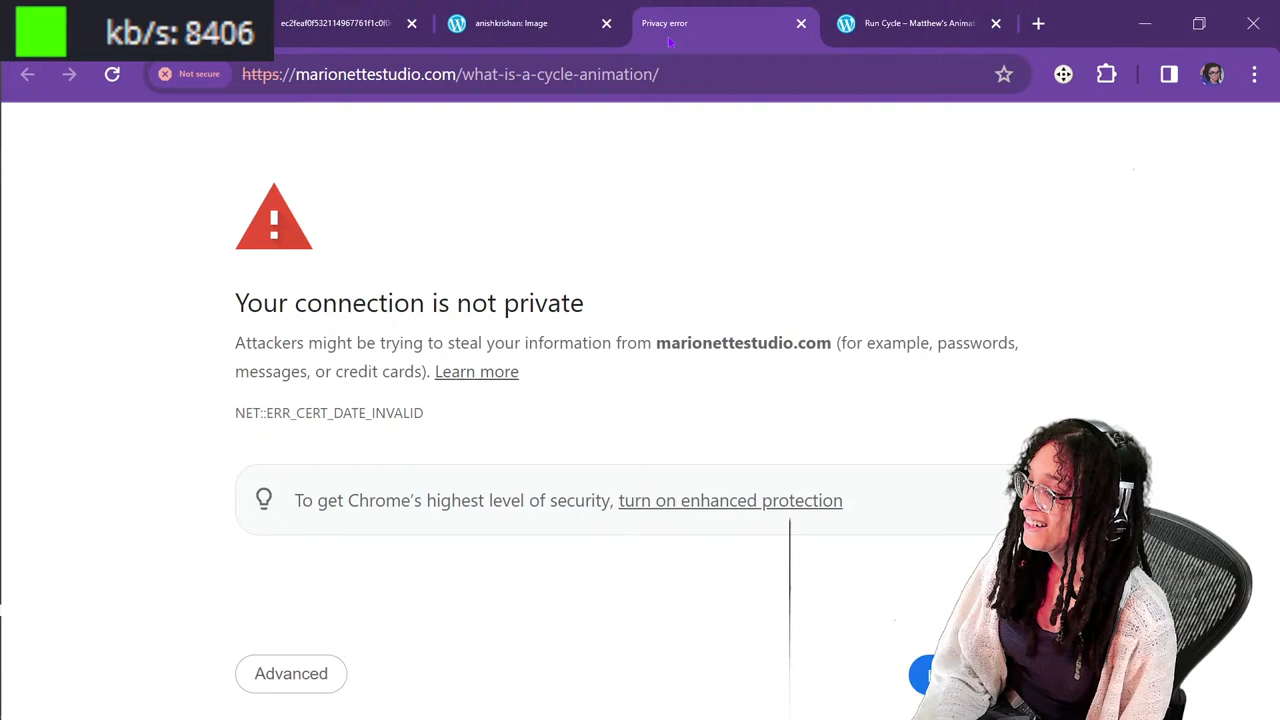 kb/s: 8406
ec2feaf0f532114967761f1c0f0
anishkrishan: Image
Privacy error
Run Cycle – Matthew's Animat
Not secure
https://marionettestudio.com/what-is-a-cycle-animation/
Your connection is not private
Attackers might be trying to steal your information from marionettestudio.com (for example, passwords,
messages, or credit cards). Learn more
NET::ERR_CERT_DATE_INVALID
To get Chrome's highest level of security, turn on enhanced protection
Advanced